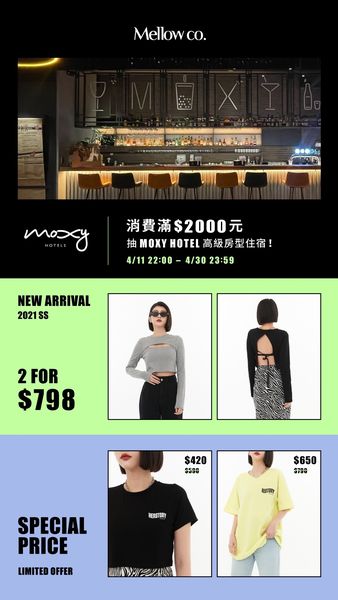 Mellow co.
MOXY
moxy
HOTELS
消費滿$2000元
抽 MOXY HOTEL 高級房型住宿！
4/11 22:00 – 4/30 23:59
NEW ARRIVAL
2021 SS
2 FOR
$798
SPECIAL
PRICE
LIMITED OFFER
$420
$650
$790